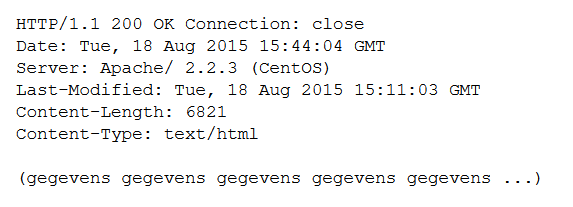 HTTP/1.1 200 OK Connection: close
Date: Tue, 18 Aug 2015 15:44:04 GMT
Server: Apache/ 2.2.3 (CentOS)
Last-Modified: Tue, 18 Aug 2015 15:11:03 GMT
Content-Length: 6821
Content-Type: text/html
(gegevens gegevens gegevens gegevens gegevens ...)